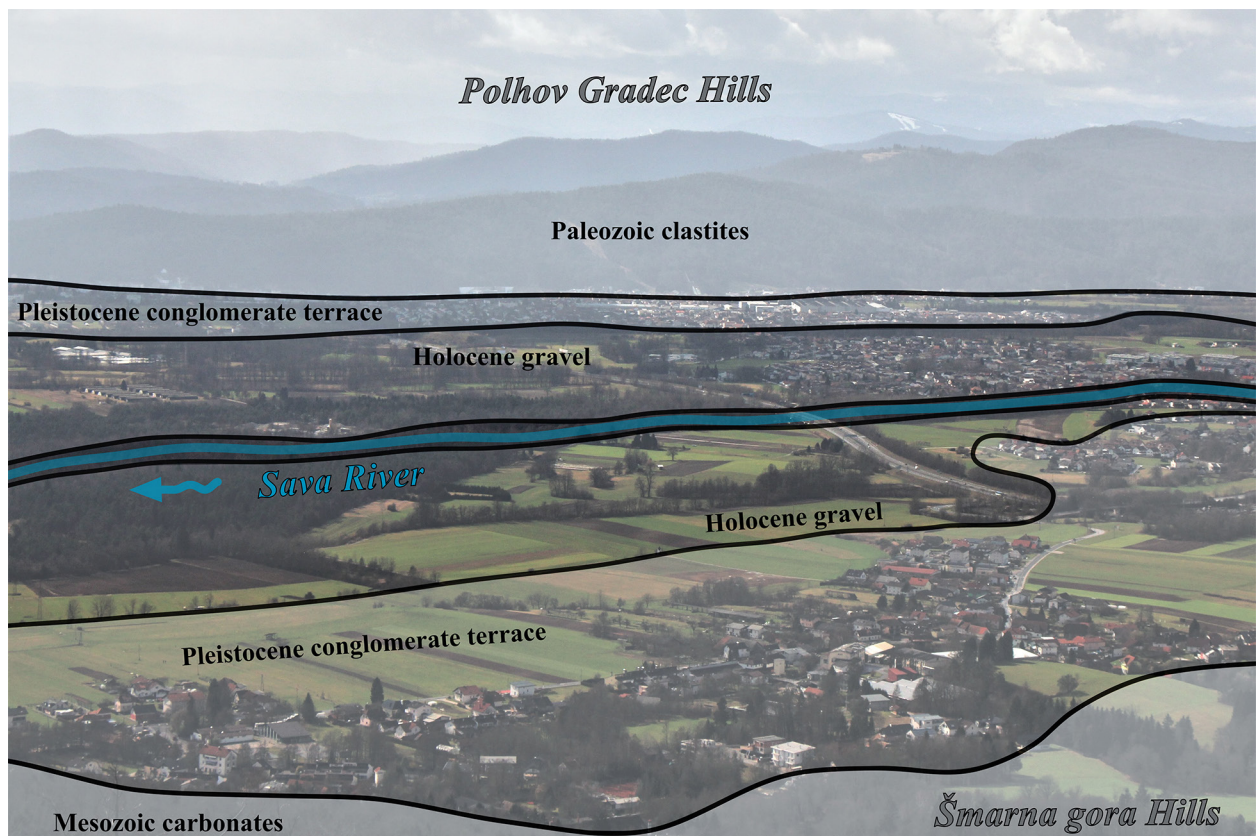 Polhov Gradec Hills
Paleozoic clastites
Pleistocene conglomerate terrace
Holocene gravel
Sava River
Holocene gravel
Pleistocene conglomerate terrace
Šmarna gora Hills
Mesozoic carbonates